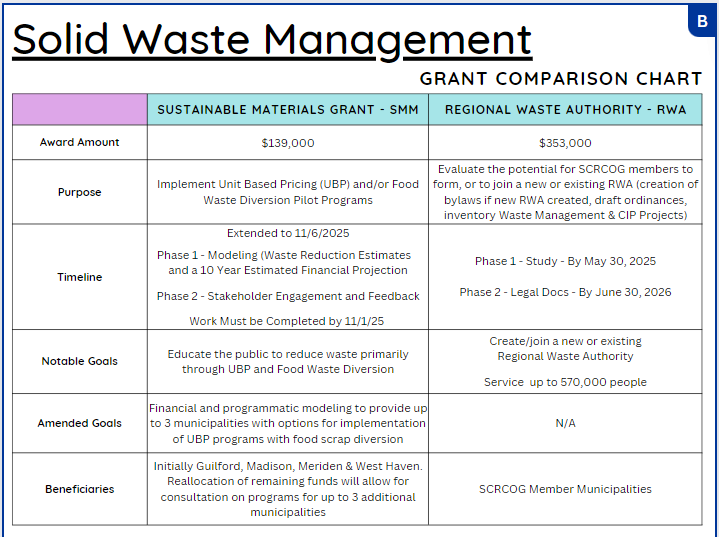 B
Solid Waste Management
GRANT COMPARISON CHART
SUSTAINABLE MATERIALS GRANT - SMM
REGIONAL WASTE AUTHORITY - RWA
Award Amount
$139,000
$353,000
Purpose
Implement Unit Based Pricing (UBP) and/or Food
Waste Diversion Pilot Programs
Evaluate the potential for SCRCOG members to
form, or to join a new or existing RWA (creation of
bylaws if new RWA created, draft ordinances,
inventory Waste Management & CIP Projects)
Timeline
Extended to 11/6/2025
Phase 1 - Modeling (Waste Reduction Estimates
and a 10 Year Estimated Financial Projection
Phase 2 - Stakeholder Engagement and Feedback
Work Must be Completed by 11/1/25
Phase 1 - Study - By May 30, 2025
Phase 2 - Legal Docs - By June 30, 2026
Notable Goals
Educate the public to reduce waste primarily
through UBP and Food Waste Diversion
Create/join a new or existing
Regional Waste Authority
Service up to 570,000 people
Amended Goals
Financial and programmatic modeling to provide up
to 3 municipalities with options for implementation
of UBP programs with food scrap diversion
N/A
Beneficiaries
Initially Guilford, Madison, Meriden & West Haven.
Reallocation of remaining funds will allow for
consultation on programs for up to 3 additional
municipalities
SCRCOG Member Municipalities